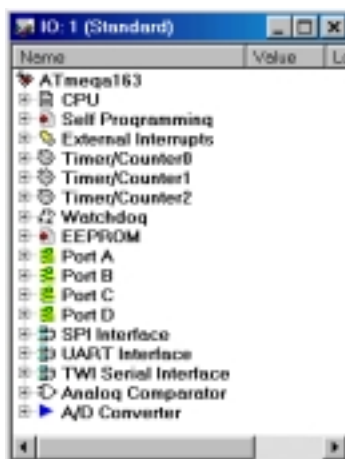 IO: 1 (Standard)
Name Value Lo
ATmega163
CPU
Self Programming
External Interrupts
Timer/Counter0
Timer/Counter1
Timer/Counter2
Watchdog
EEPROM
Port A
Port B
Port C
Port D
SPI Interface
UART Interface
TWI Serial Interface
Analog Comparator
A/D Converter